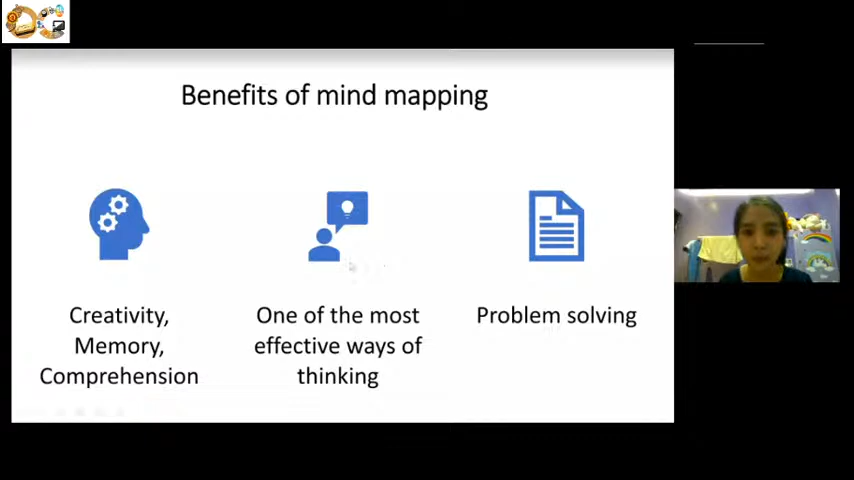 Benefits of mind mapping
Creativity,
Memory,
Comprehension
One of the most
effective ways of
thinking
Problem solving